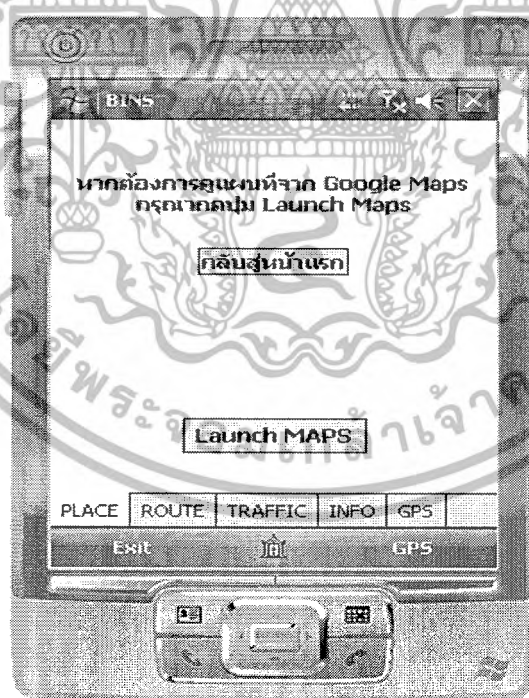 BINS
หากต้องการดูแผนที่จาก Google Maps
กรุณากดปุ่ม Launch Maps
กลับสู่หน้าแรก
Launch MAPS
PLACE ROUTE TRAFFIC INFO GPS
Exit GPS